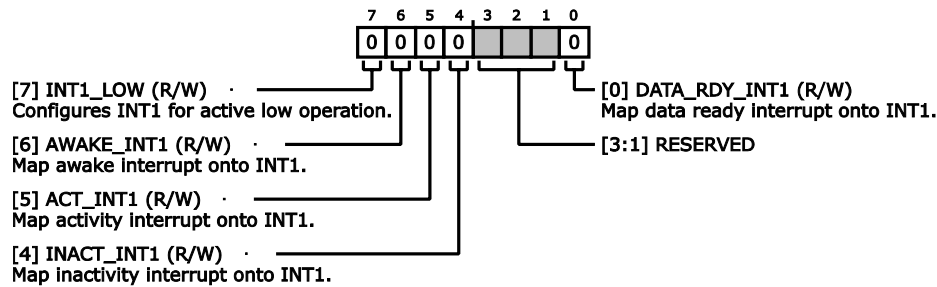 7 6 5 4 3 2 1 0
0 0 0 0 0
[7] INT1_LOW (R/W)
Configures INT1 for active low operation.
[6] AWAKE_INT1 (R/W)
Map awake interrupt onto INT1.
[5] ACT_INT1 (R/W)
Map activity interrupt onto INT1.
[4] INACT_INT1 (R/W)
Map inactivity interrupt onto INT1.
[0] DATA_RDY_INT1 (R/W)
Map data ready interrupt onto INT1.
[3:1] RESERVED